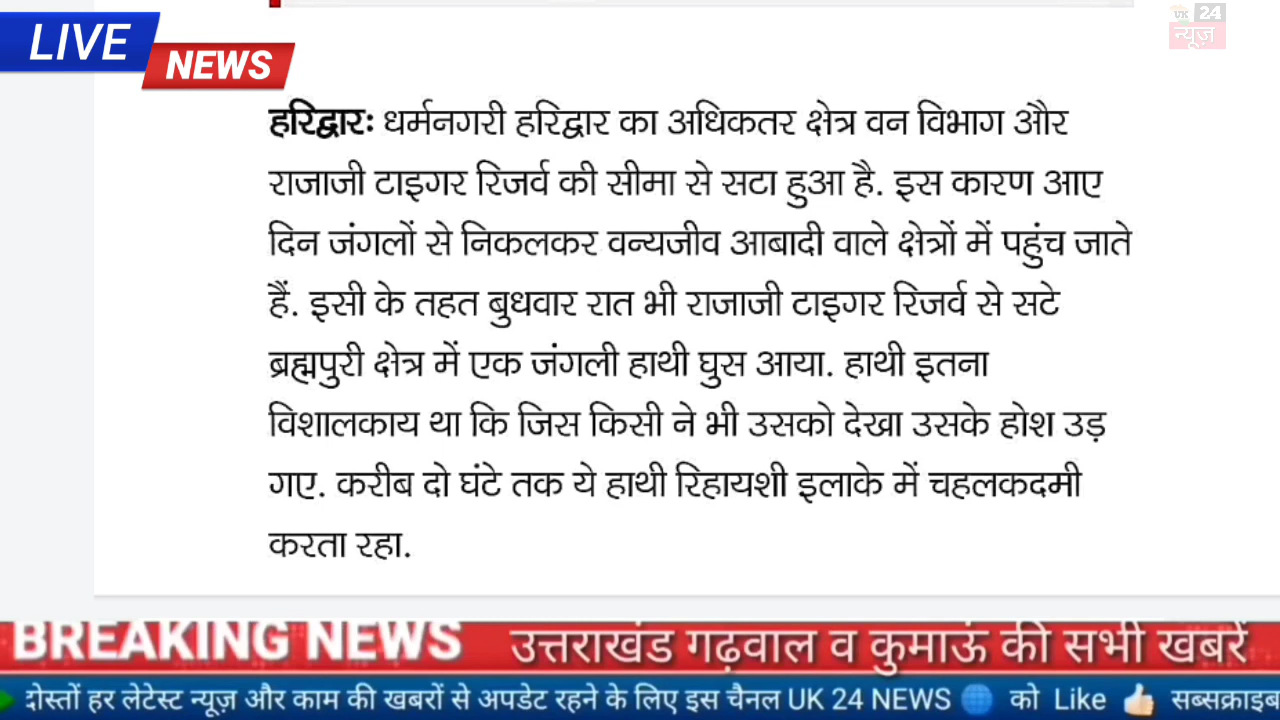 LIVE
NEWS
UK 24
न्यूज़
हरिद्वारः धर्मनगरी हरिद्वार का अधिकतर क्षेत्र वन विभाग और
राजाजी टाइगर रिजर्व की सीमा से सटा हुआ है. इस कारण आए
दिन जंगलों से निकलकर वन्यजीव आबादी वाले क्षेत्रों में पहुंच जाते
हैं. इसी के तहत बुधवार रात भी राजाजी टाइगर रिजर्व से सटे
ब्रह्मपुरी क्षेत्र में एक जंगली हाथी घुस आया. हाथी इतना
विशालकाय था कि जिस किसी ने भी उसको देखा उसके होश उड़
गए. करीब दो घंटे तक ये हाथी रिहायशी इलाके में चहलकदमी
करता रहा.
BREAKING NEWS उत्तराखंड गढ़वाल व कुमाऊं की सभी खबरें
दोस्तों हर लेटेस्ट न्यूज़ और काम की खबरों से अपडेट रहने के लिए इस चैनल UK 24 NEWS 🌐 को Like 👍 सब्सक्राइब